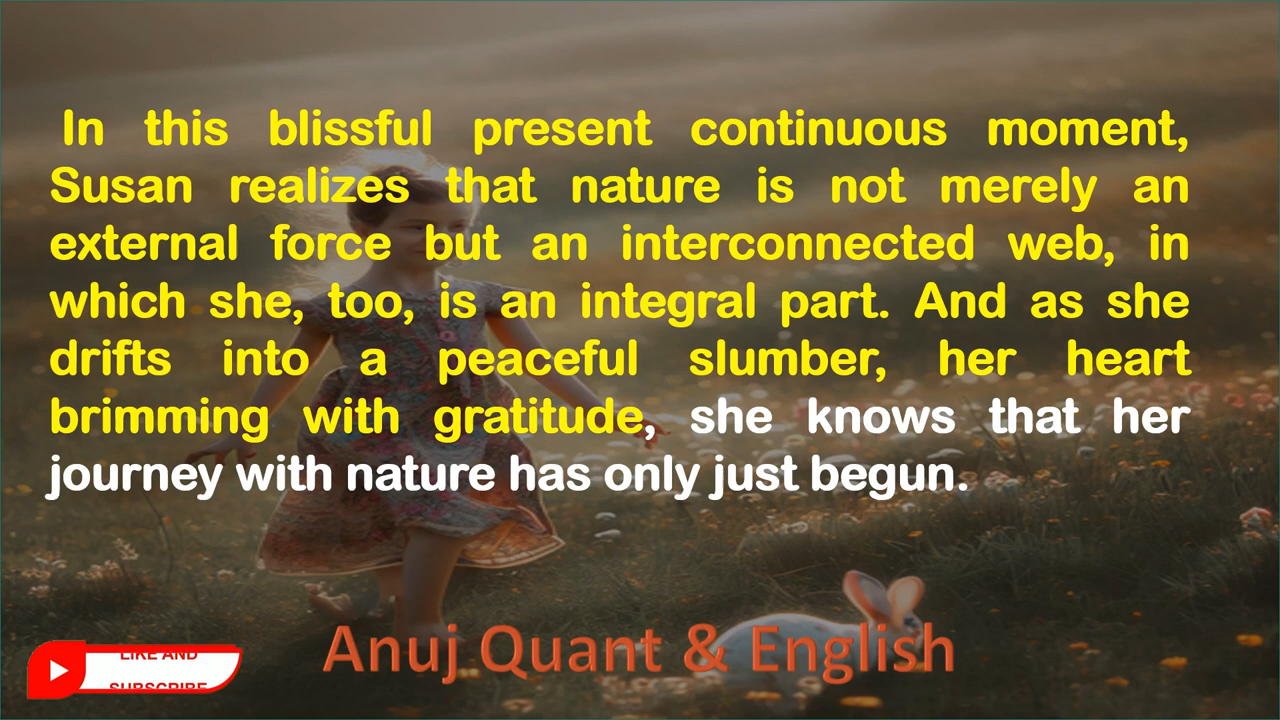 In this blissful present continuous moment,
Susan realizes that nature is not merely an
external force but an interconnected web, in
which she, too, is an integral part. And as she
drifts into a peaceful slumber, her heart
brimming with gratitude, she knows that her
journey with nature has only just begun.
Anuj Quant & English
LIKE AND
SUBSCRIBE